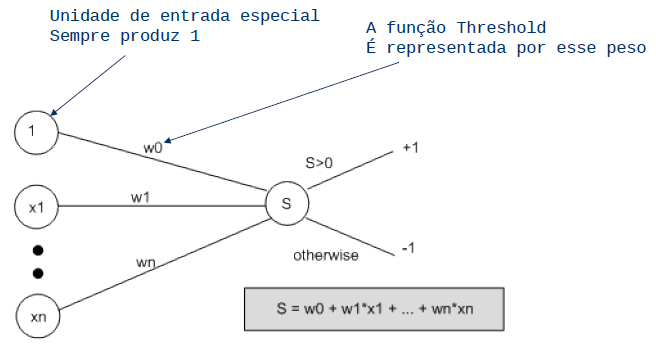 Unidade de entrada especial
Sempre produz 1
A função Threshold
É representada por esse peso
1
w0
S>0
+1
x1
w1
S
wn
otherwise
-1
xn
S = w0 + w1*x1 + ... + wn*xn